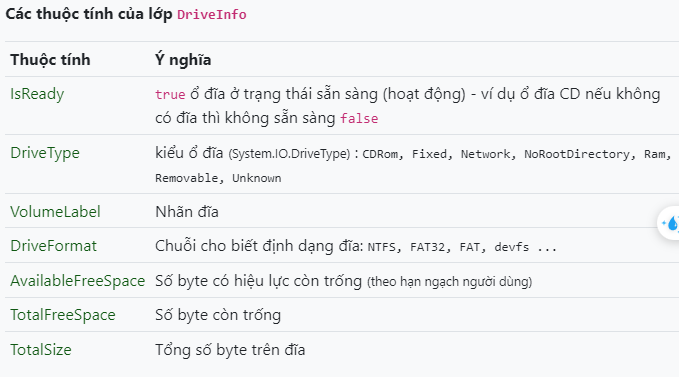 Các thuộc tính của lớp DriveInfo
Thuộc tính Ý nghĩa
IsReady true ổ đĩa ở trạng thái sẵn sàng (hoạt động) - ví dụ ổ đĩa CD nếu không
có đĩa thì không sẵn sàng false
DriveType kiểu ổ đĩa (System.IO.DriveType) : CDRom, Fixed, Network, NoRootDirectory, Ram,
Removable, Unknown
VolumeLabel Nhãn đĩa
DriveFormat Chuỗi cho biết định dạng đĩa: NTFS, FAT32, FAT, devfs ...
AvailableFreeSpace Số byte có hiệu lực còn trống (theo hạn ngạch người dùng)
TotalFreeSpace Số byte còn trống
TotalSize Tổng số byte trên đĩa